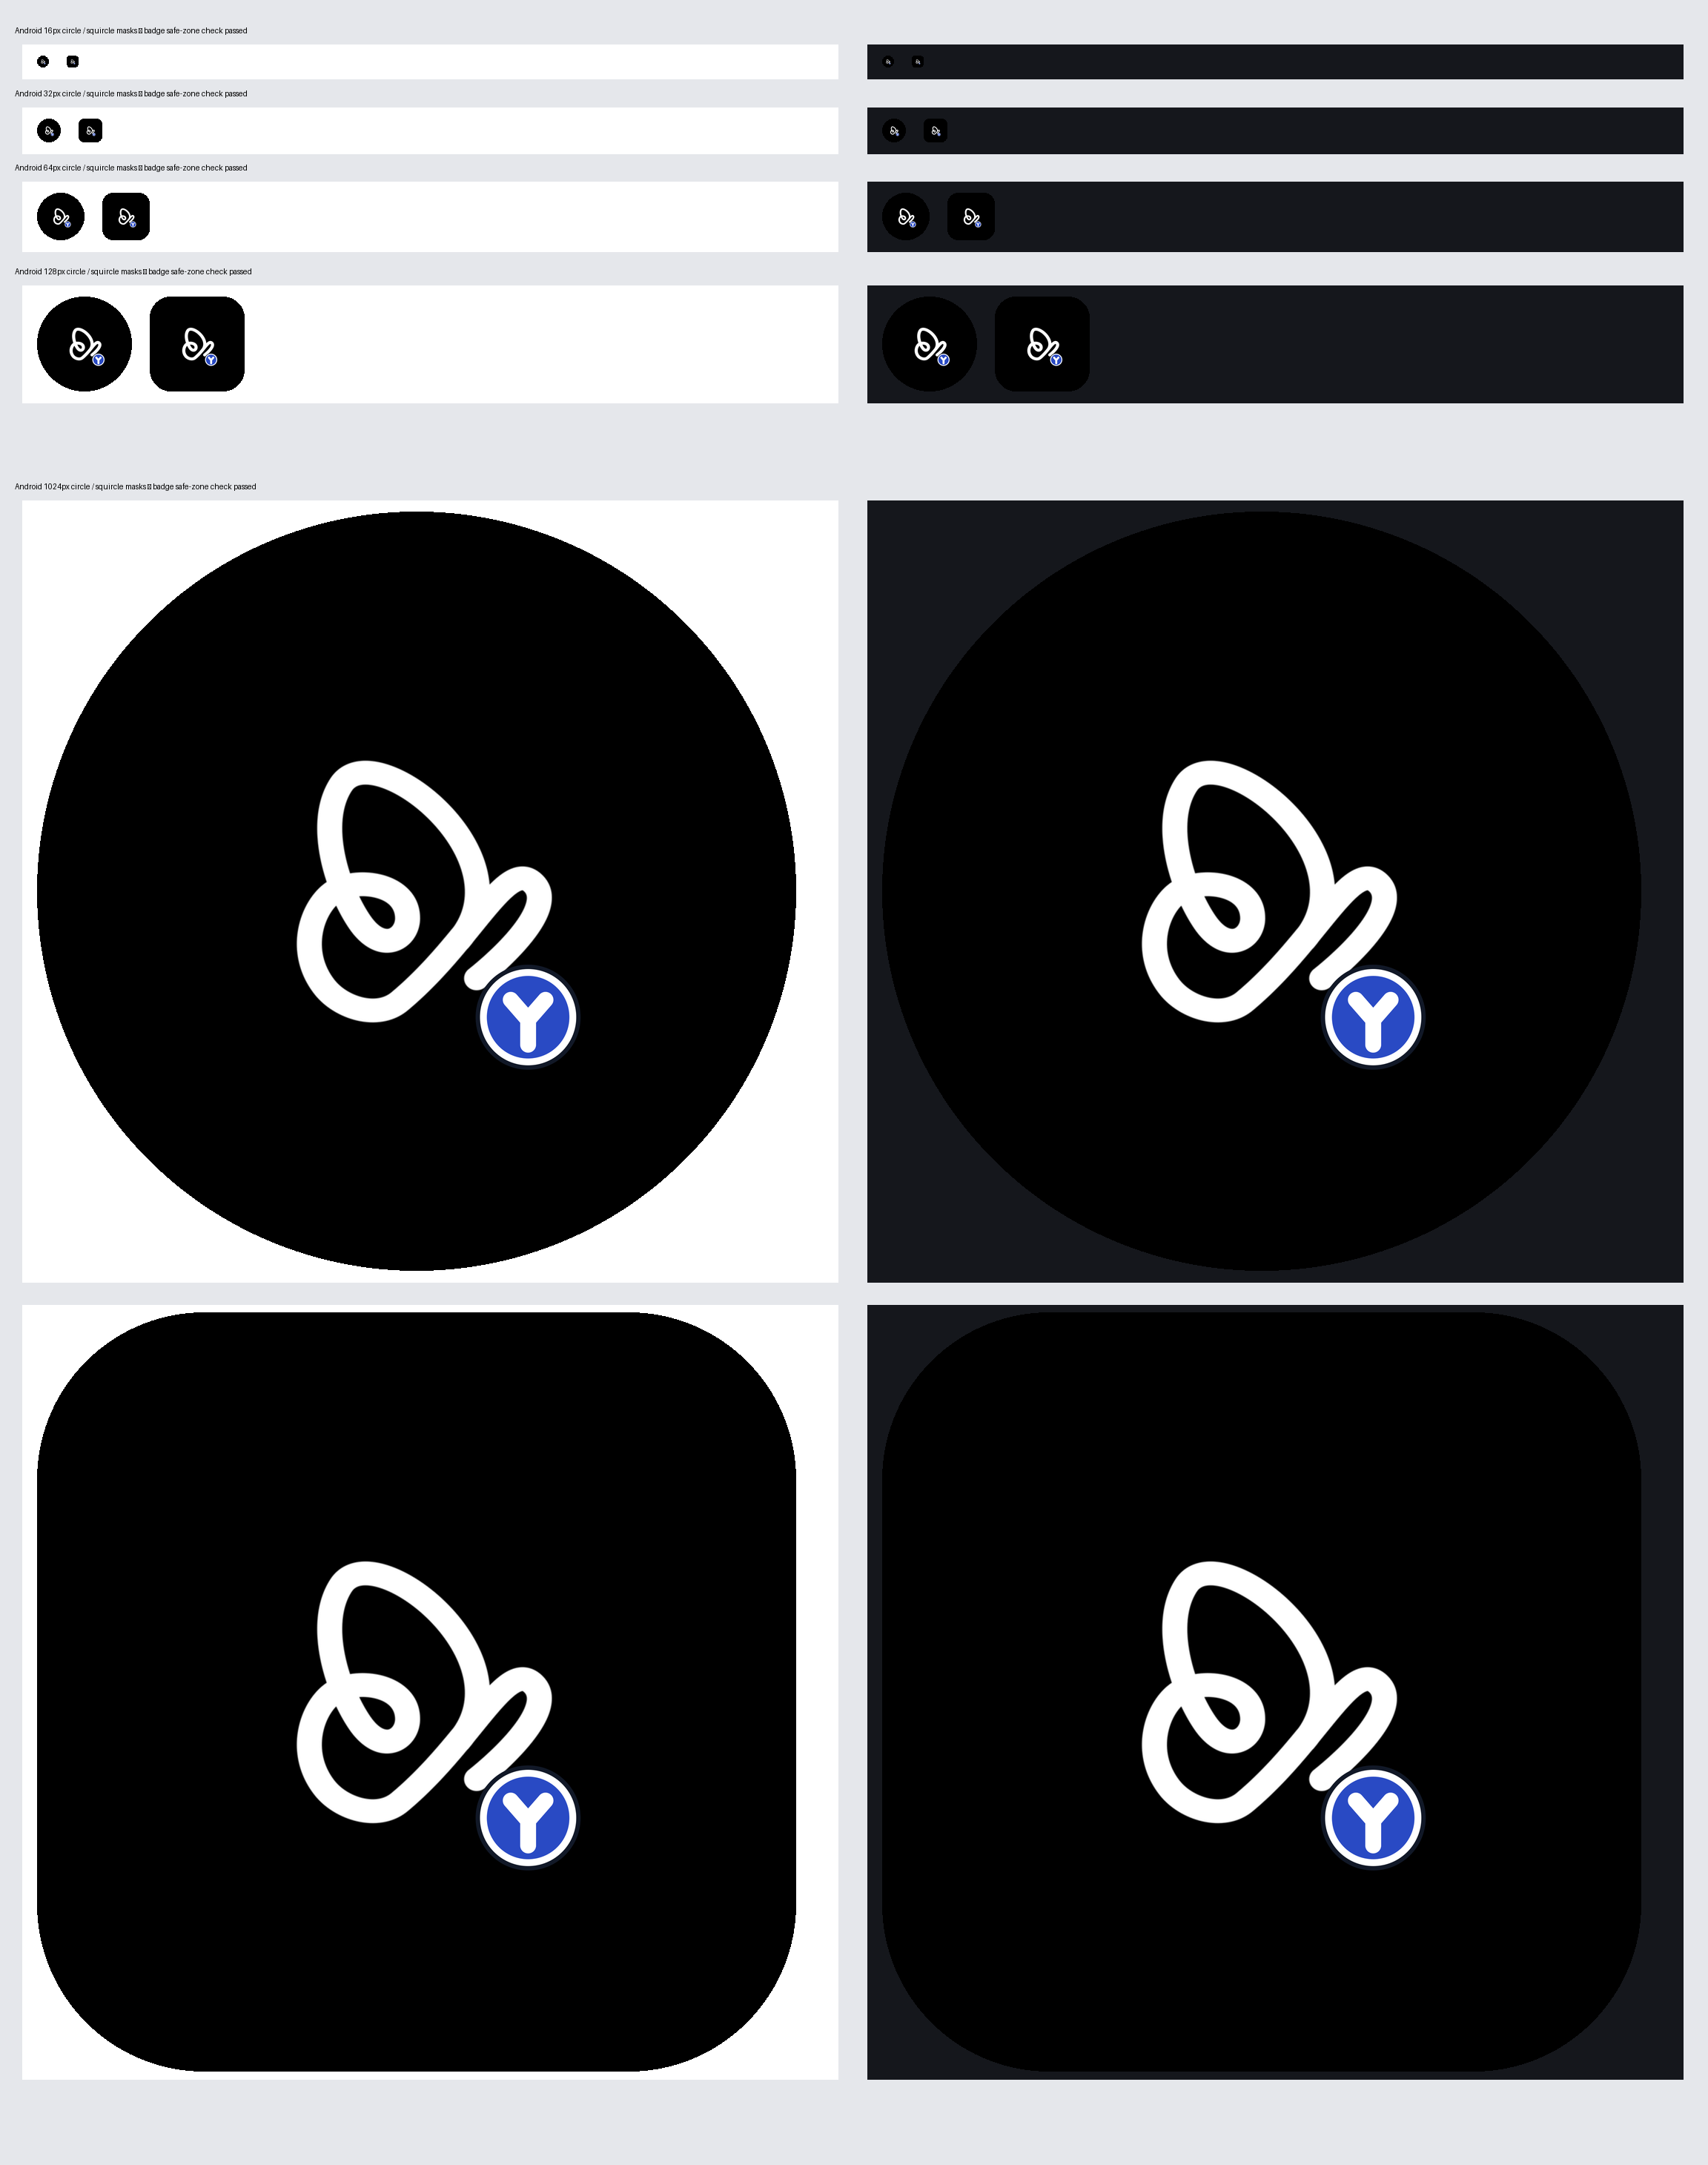 Android 16px circle / squircle masks ▯ badge safe-zone check passed
Android 32px circle / squircle masks ▯ badge safe-zone check passed
Android 64px circle / squircle masks ▯ badge safe-zone check passed
Y
Y
Y
Y
Android 128px circle / squircle masks ▯ badge safe-zone check passed
Y
Y
Y
Y
Android 1024px circle / squircle masks ▯ badge safe-zone check passed
Y
Y
Y
Y